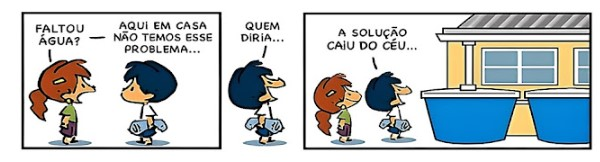 FALTOU
ÁGUA?
AQUI EM CASA
NÃO TEMOS ESSE
PROBLEMA...
QUEM
DIRIA...
A SOLUÇÃO
CAIU DO CÉU...